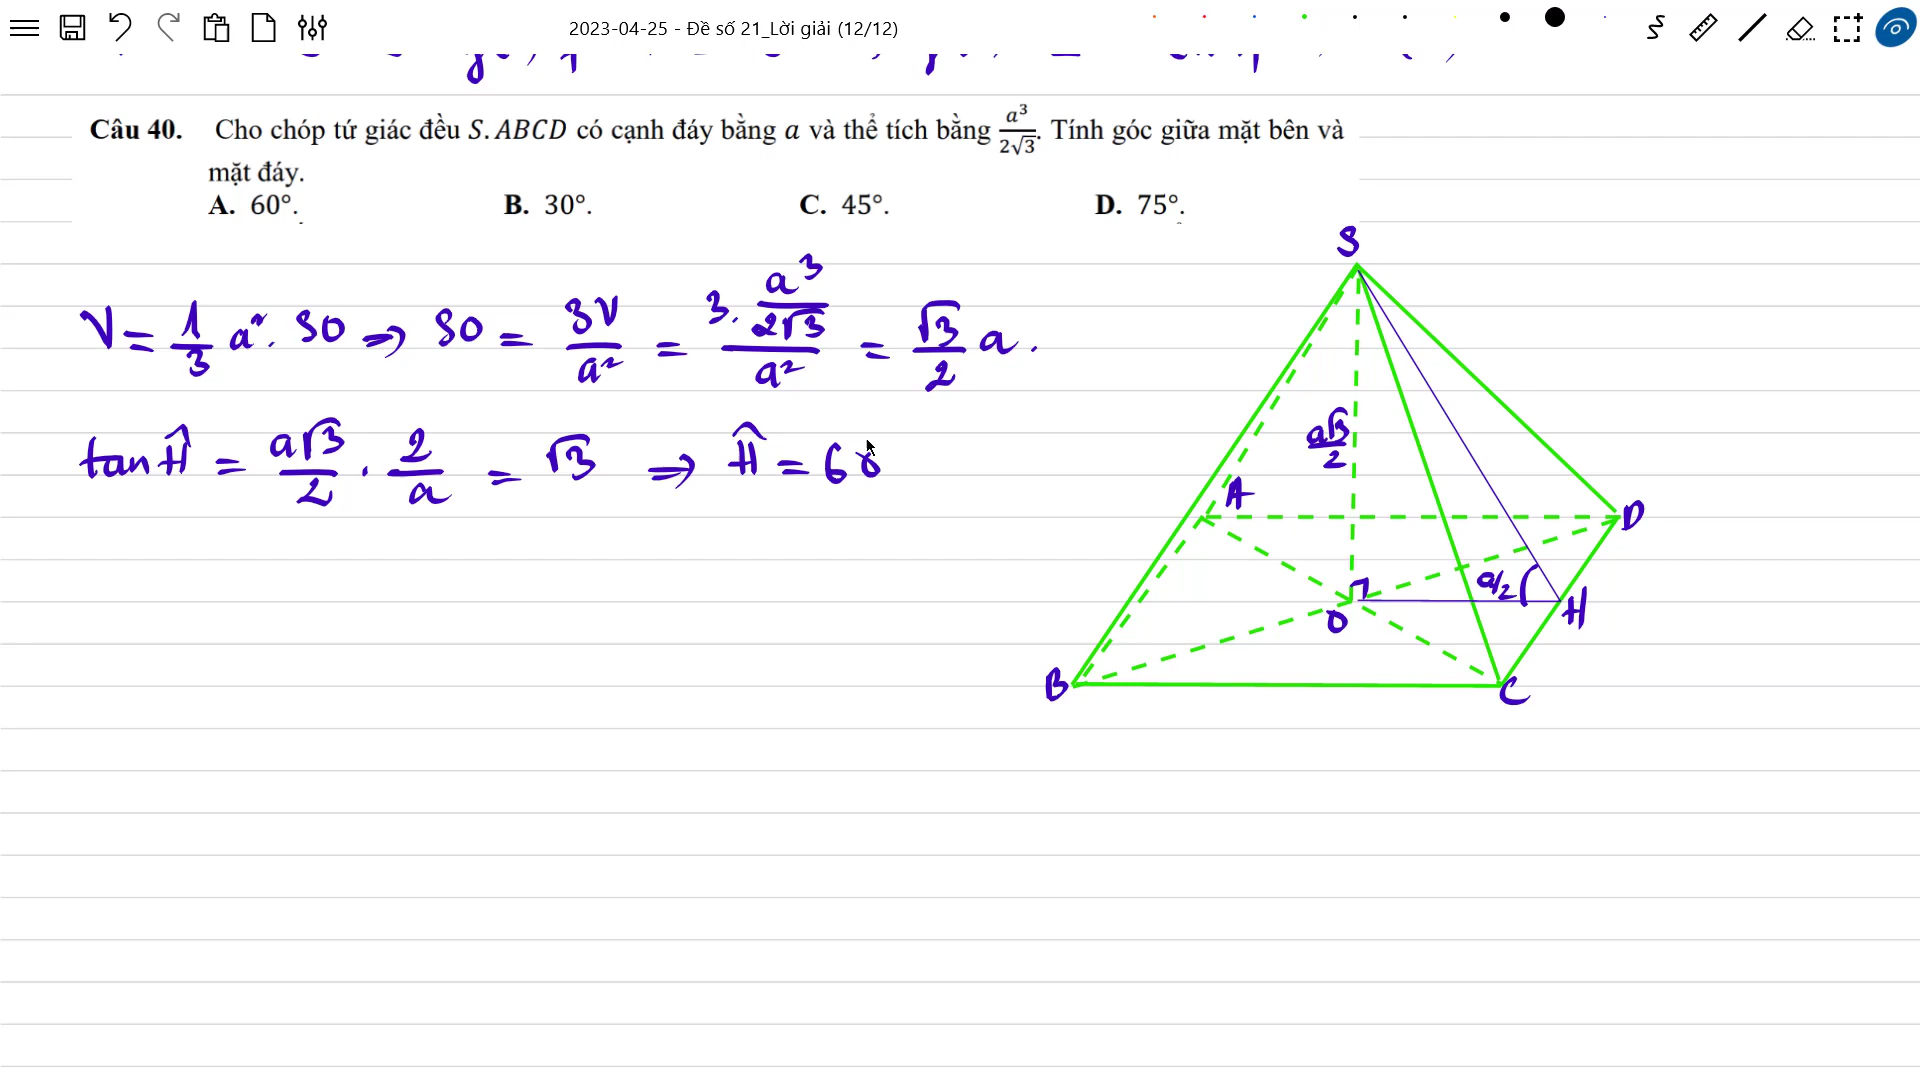 2023-04-25 - Đề số 21_Lời giải (12/12)
Câu 40. Cho chóp tứ giác đều S.ABCD có cạnh đáy bằng a và thể tích bằng a³/2√3. Tính góc giữa mặt bên và
mặt đáy.
A. 60°. B. 30°. C. 45°. D. 75°.
V = 1/3 a². SO ⇒ SO = 3V/a² = 3. a³/2√3 / a² = √3/2 a.
tan Ĥ = a√3/2 . 2/a = √3 ⇒ Ĥ = 60
S
a√3/2
A
D
a/2
H
O
B
C